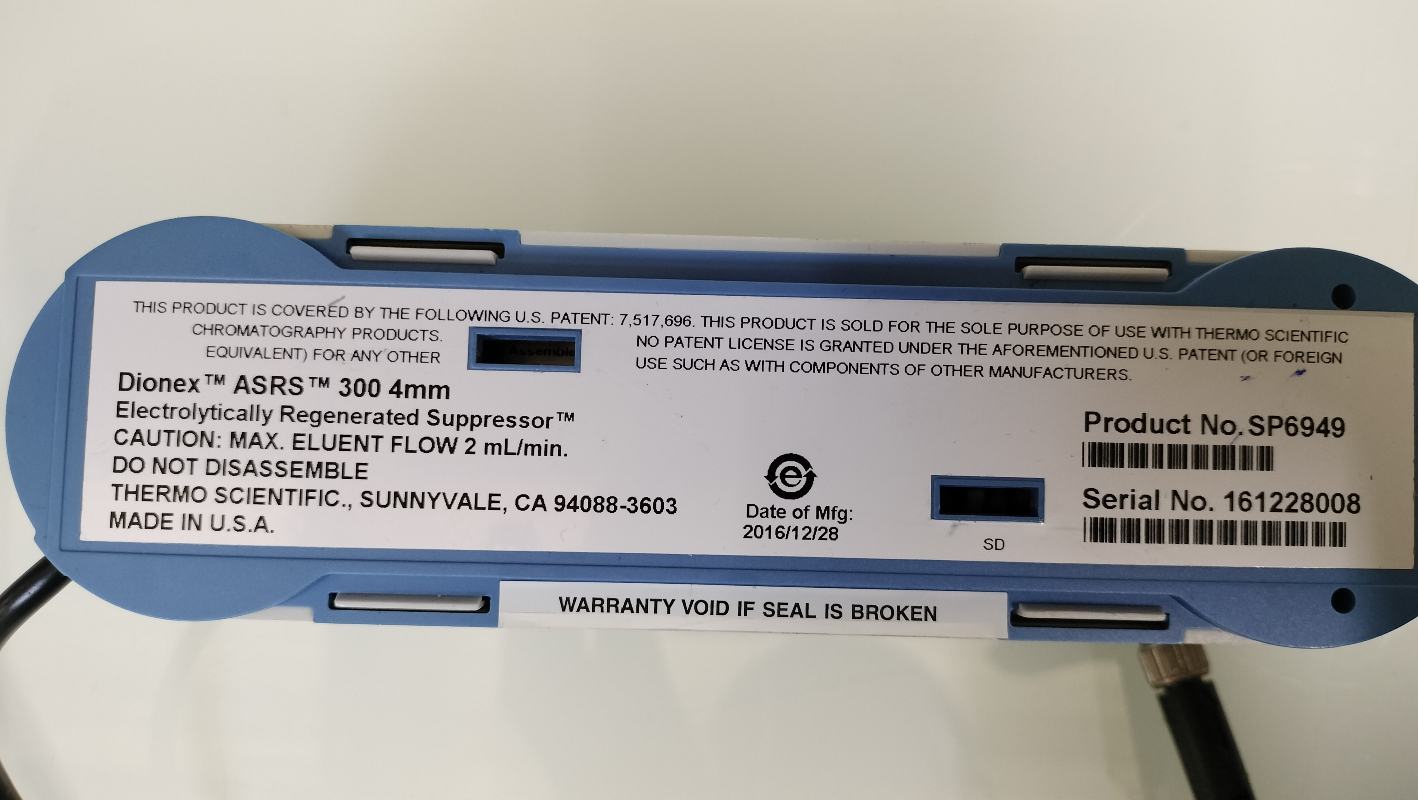 THIS PRODUCT IS COVERED BY THE FOLLOWING U.S. PATENT: 7,517,696. THIS PRODUCT IS SOLD FOR THE SOLE PURPOSE OF USE WITH THERMO SCIENTIFIC
CHROMATOGRAPHY PRODUCTS. NO PATENT LICENSE IS GRANTED UNDER THE AFOREMENTIONED U.S. PATENT (OR FOREIGN
EQUIVALENT) FOR ANY OTHER USE SUCH AS WITH COMPONENTS OF OTHER MANUFACTURERS.
Dionex™ ASRS™ 300 4mm
Electrolytically Regenerated Suppressor™
CAUTION: MAX. ELUENT FLOW 2 mL/min.
DO NOT DISASSEMBLE
THERMO SCIENTIFIC., SUNNYVALE, CA 94088-3603
MADE IN U.S.A.
e
Date of Mfg:
2016/12/28
SD
Product No. SP6949
Serial No. 161228008
WARRANTY VOID IF SEAL IS BROKEN